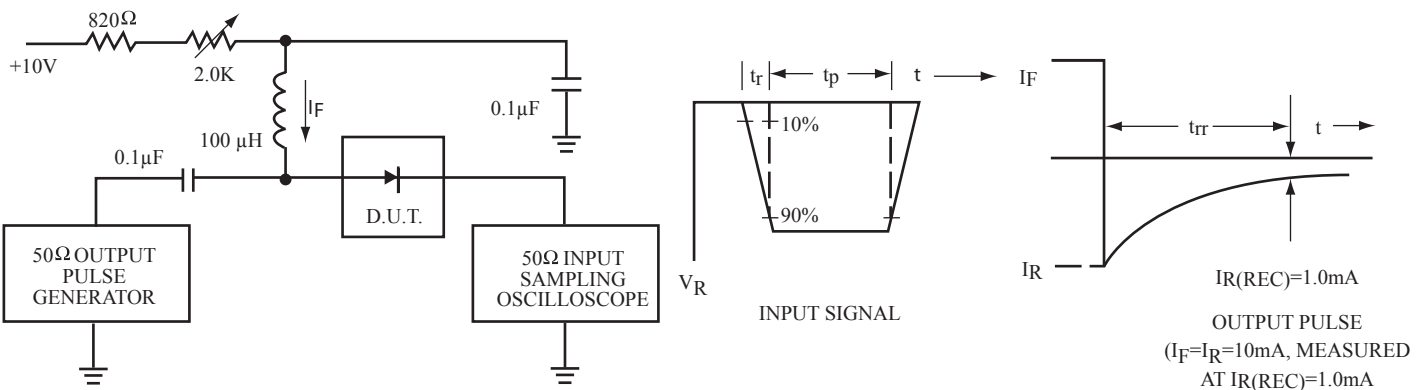 820Ω
+10V
2.0K
IF
100 µH
0.1µF
0.1µF
D.U.T.
50Ω OUTPUT
PULSE
GENERATOR
50Ω INPUT
SAMPLING
OSCILLOSCOPE
tr
tp
t
10%
90%
VR
INPUT SIGNAL
IF
trr
t
IR
IR(REC)=1.0mA
OUTPUT PULSE
(IF=IR=10mA, MEASURED
AT IR(REC)=1.0mA